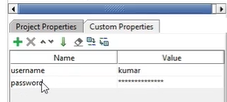 Project Properties Custom Properties
Name Value
username kumar
password **************